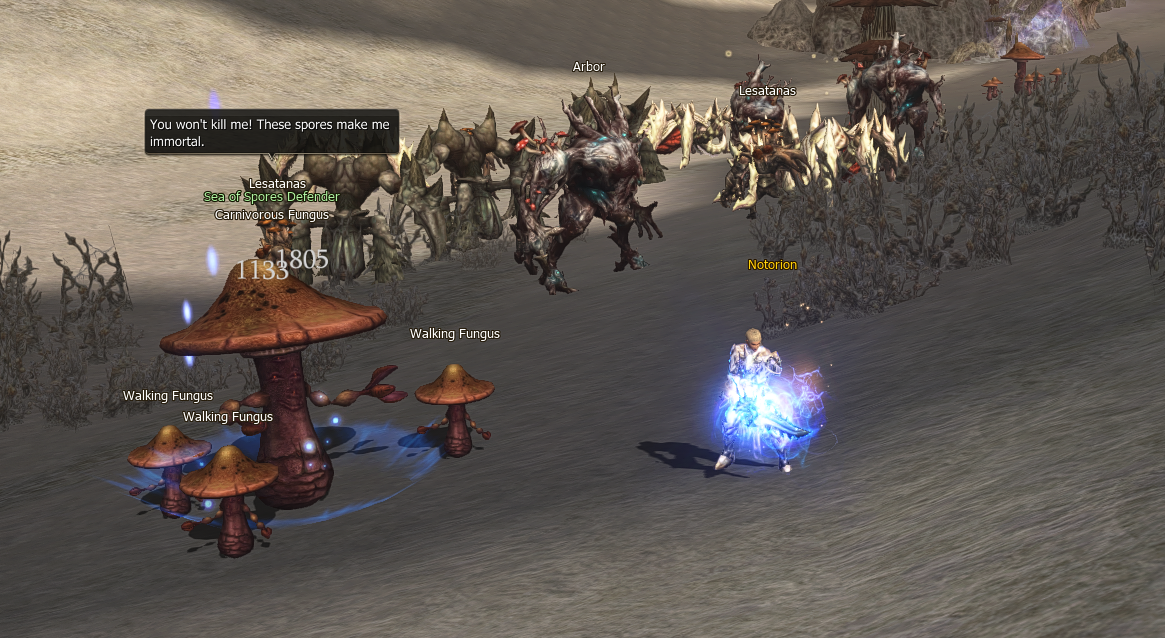 Arbor
Lesatanas
You won't kill me! These spores make me
immortal.
Lesatanas
Sea of Spores Defender
Carnivorous Fungus
1805
1133
Notorion
Walking Fungus
Walking Fungus
Walking Fungus